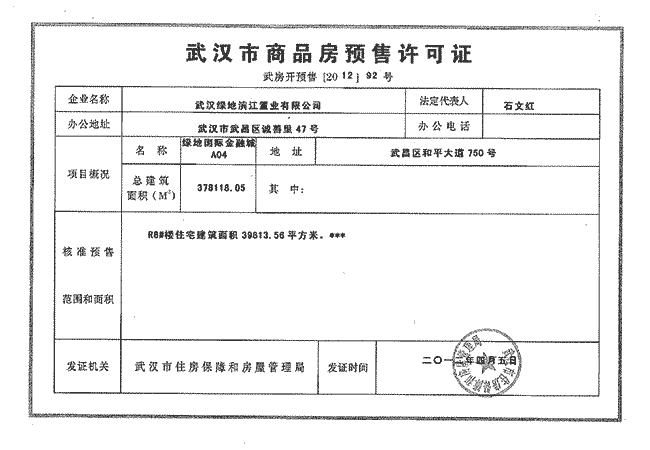 武汉市商品房预售许可证
武房开预售 [2012] 92 号
企业名称 武汉绿地滨江置业有限公司 法定代表人 石文红
办公地址 武汉市武昌区诚善里 47 号 办公电话
项目概况 名称 绿地国际金融城 A04 地址 武昌区和平大道 750 号
总建筑面积(M²) 378118.05 其中:
核准预售
范围和面积
R8#楼住宅建筑面积 39813.56 平方米。***
发证机关 武汉市住房保障和房屋管理局 发证时间 年四月五日